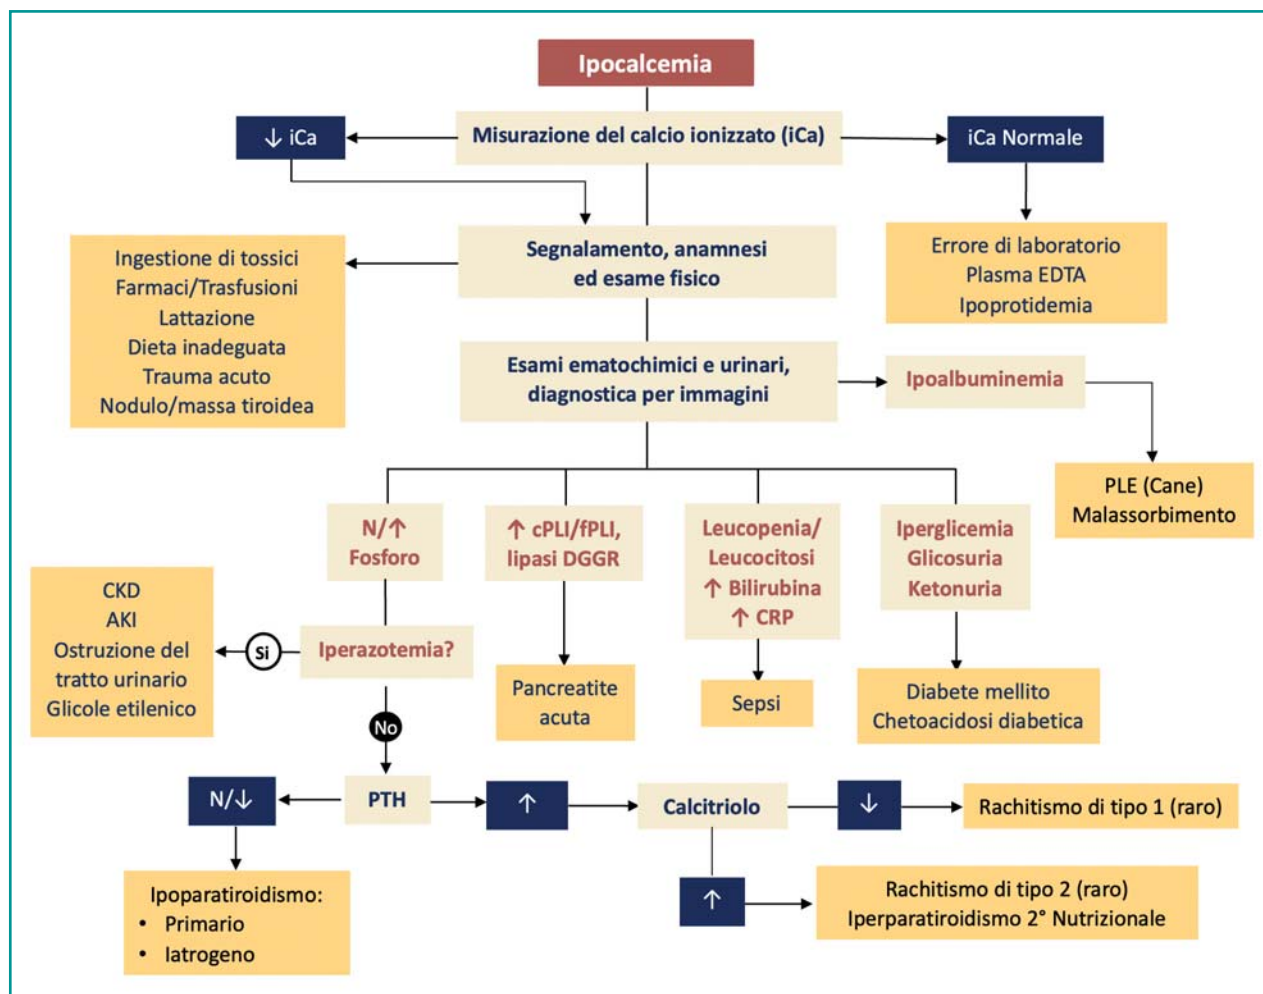 Ipocalcemia
↓ iCa
Misurazione del calcio ionizzato (iCa)
iCa Normale
Ingestione di tossici
Farmaci/Trasfusioni
Lattazione
Dieta inadeguata
Trauma acuto
Nodulo/massa tiroidea
Segnalamento, anamnesi
ed esame fisico
Errore di laboratorio
Plasma EDTA
Ipoprotidemia
Esami ematochimici e urinari,
diagnostica per immagini
Ipoalbuminemia
PLE (Cane)
Malassorbimento
N/↑
Fosforo
↑ cPLI/fPLI,
lipasi DGGR
Leucopenia/
Leucocitosi
↑ Bilirubina
↑ CRP
Iperglicemia
Glicosuria
Ketonuria
CKD
AKI
Ostruzione del
tratto urinario
Glicole etilenico
Si
Iperazotemia?
Pancreatite
acuta
Sepsi
Diabete mellito
Chetoacidosi diabetica
No
N/↓
PTH
↑
Calcitriolo
↓
Rachitismo di tipo 1 (raro)
Ipoparatiroidismo:
• Primario
• Iatrogeno
↑
Rachitismo di tipo 2 (raro)
Iperparatiroidismo 2° Nutrizionale